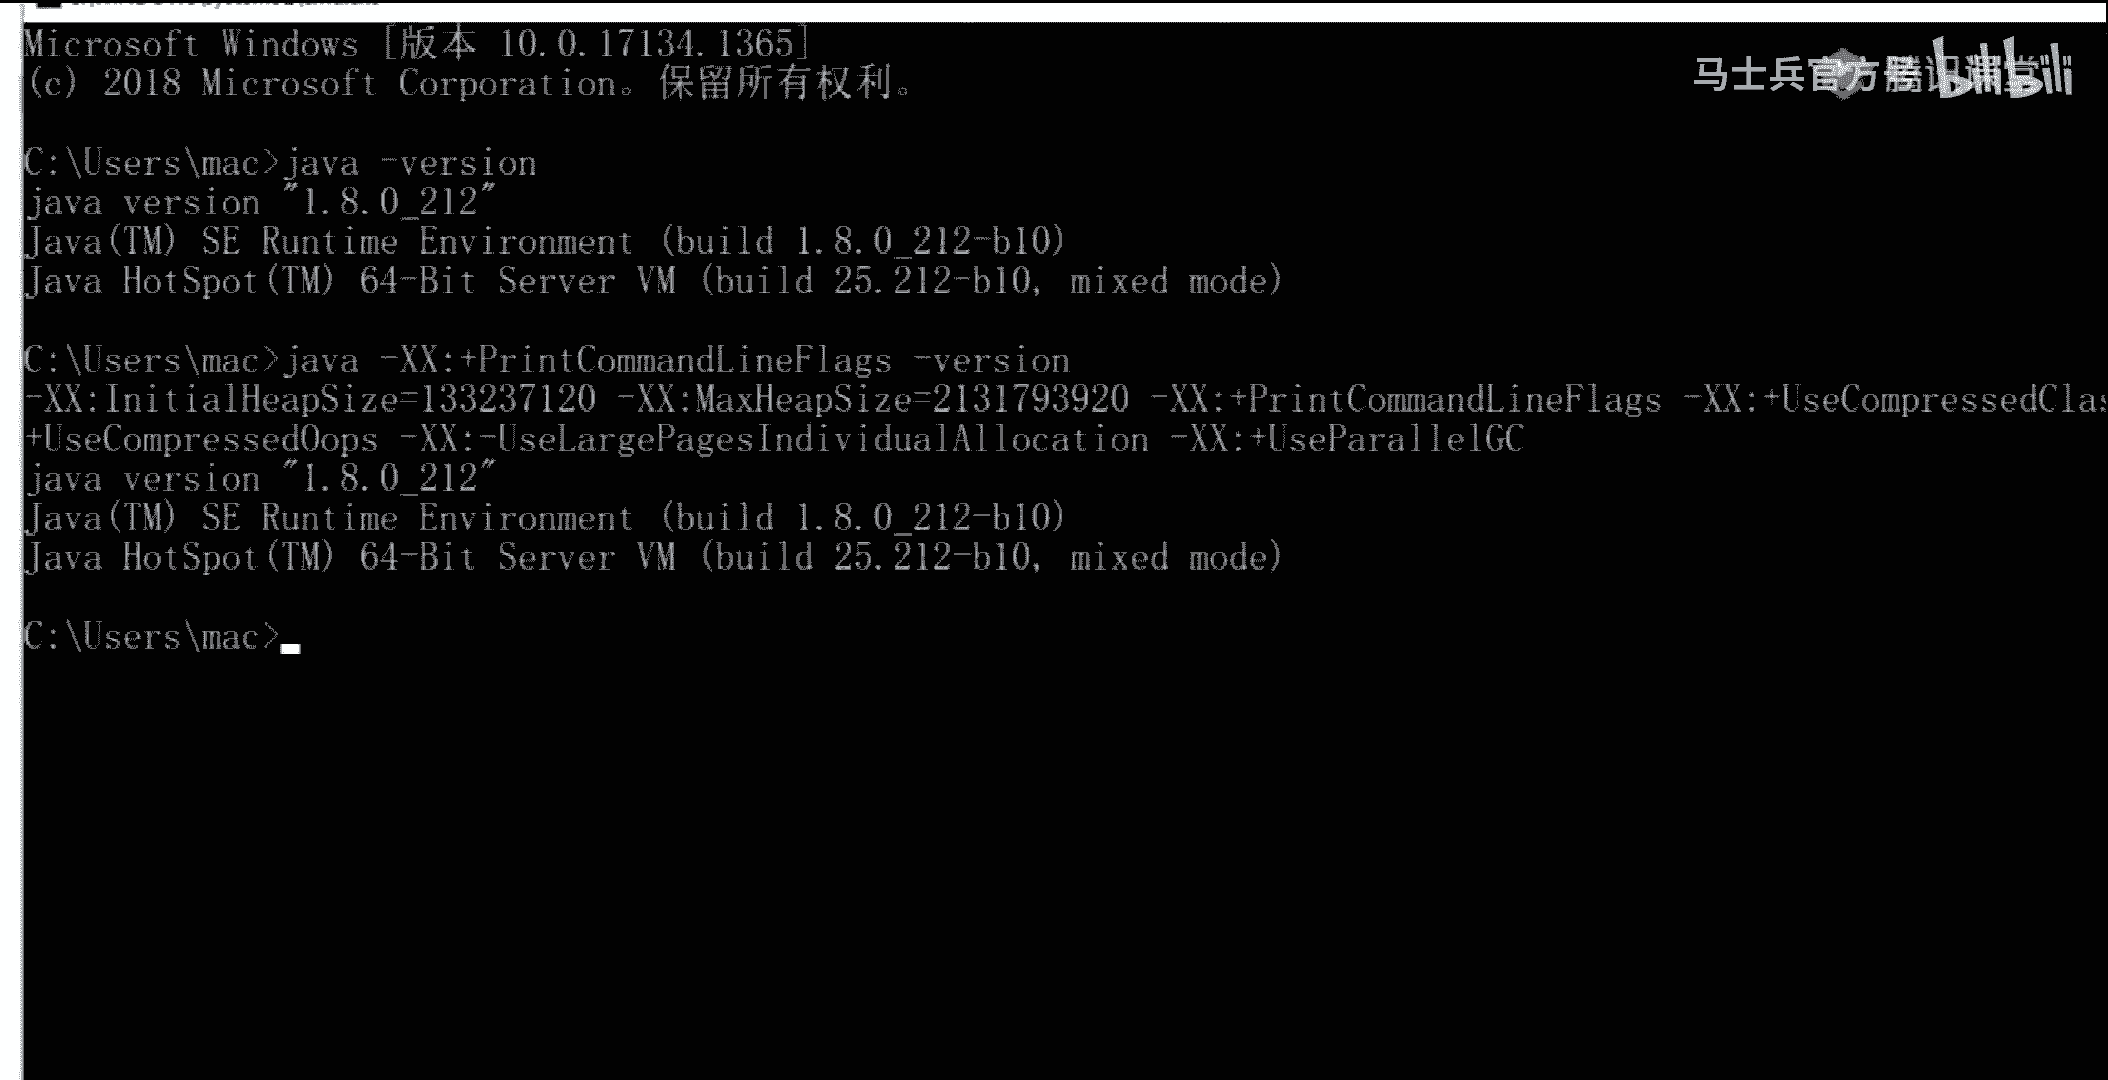 Microsoft Windows [版本 10.0.17134.1365]
(c) 2018 Microsoft Corporation。保留所有权利。
马士兵官方 bilibili
C:\Users\mac>java -version
java version "1.8.0_212"
Java(TM) SE Runtime Environment (build 1.8.0_212-b10)
Java HotSpot(TM) 64-Bit Server VM (build 25.212-b10, mixed mode)
C:\Users\mac>java -XX:+PrintCommandLineFlags -version
-XX:InitialHeapSize=133237120 -XX:MaxHeapSize=2131793920 -XX:+PrintCommandLineFlags -XX:+UseCompressedClas
+UseCompressedOops -XX:-UseLargePagesIndividualAllocation -XX:+UseParallelGC
java version "1.8.0_212"
Java(TM) SE Runtime Environment (build 1.8.0_212-b10)
Java HotSpot(TM) 64-Bit Server VM (build 25.212-b10, mixed mode)
C:\Users\mac>